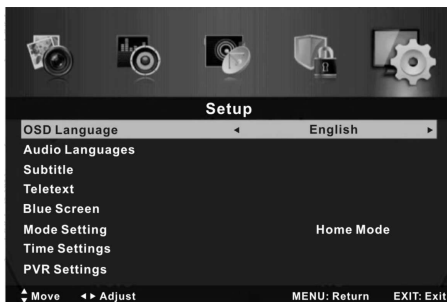 Setup
OSD Language ◄ English ►
Audio Languages
Subtitle
Teletext
Blue Screen
Mode Setting Home Mode
Time Settings
PVR Settings
Move Adjust MENU: Return EXIT: Exit